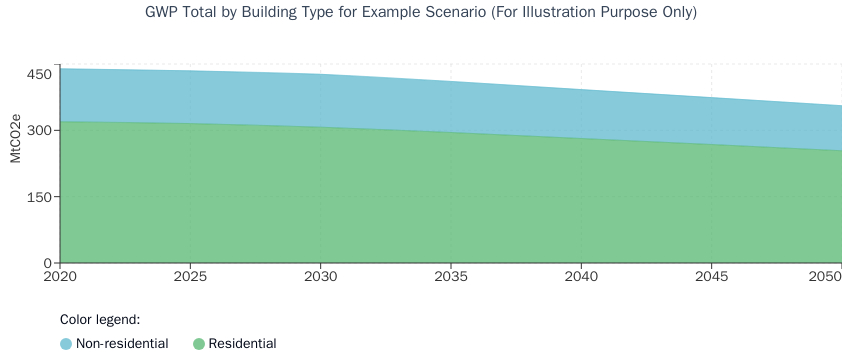 GWP Total by Building Type for Example Scenario (For Illustration Purpose Only)
MtCO2e
450
300
150
0
2020 2025 2030 2035 2040 2045 2050
Color legend:
Non-residential Residential